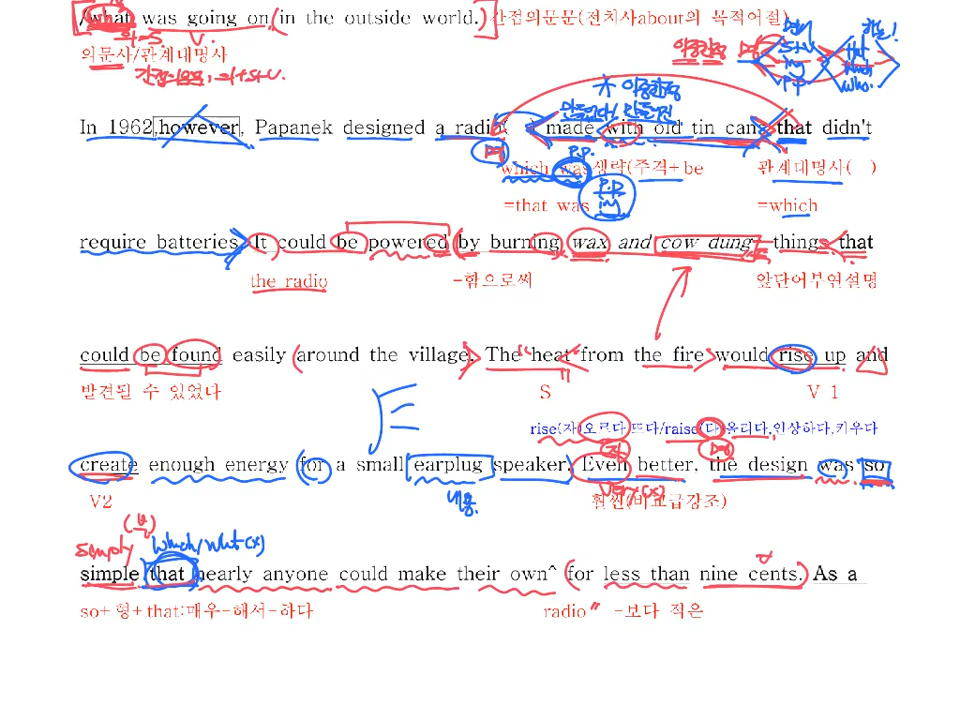 /what was going on in the outside world. 간접의문문(전치사about의 목적어절)
의문사/관계대명사
In 1962, however, Papanek designed a radio made with old tin cans that didn't
which was생략(주격+be 관계대명사( )
=that was =which
require batteries. It could be powered by burning wax and cow dung- things that
the radio -함으로써 앞단어부연설명
could be found easily around the village. The heat from the fire would rise up and
발견될 수 있었다 S V 1
rise(자)오르다,뜨다/raise(타)올리다,인상하다,키우다
create enough energy for a small earplug speaker. Even better, the design was so
V2 very(x) 훨씬(비교급강조)
simply which/what(x)
simple that nearly anyone could make their own^ for less than nine cents. As a
so+ 형+ that:매우-해서-하다 radio -보다 적은